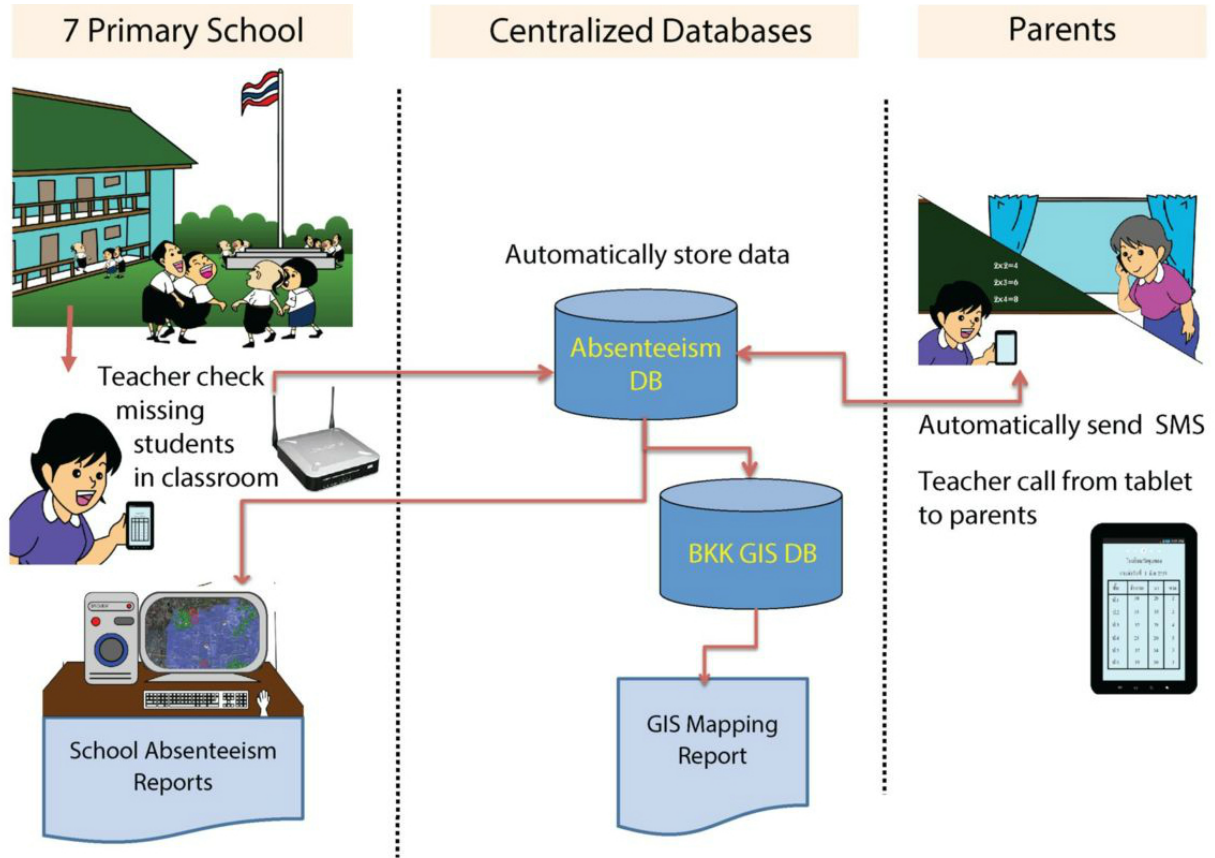 7 Primary School
Centralized Databases
Parents
Teacher check
missing
students
in classroom
School Absenteeism
Reports
Automatically store data
Absenteeism
DB
BKK GIS DB
GIS Mapping
Report
2x2=4
2x3=6
2x4=8
Automatically send SMS
Teacher call from tablet
to parents